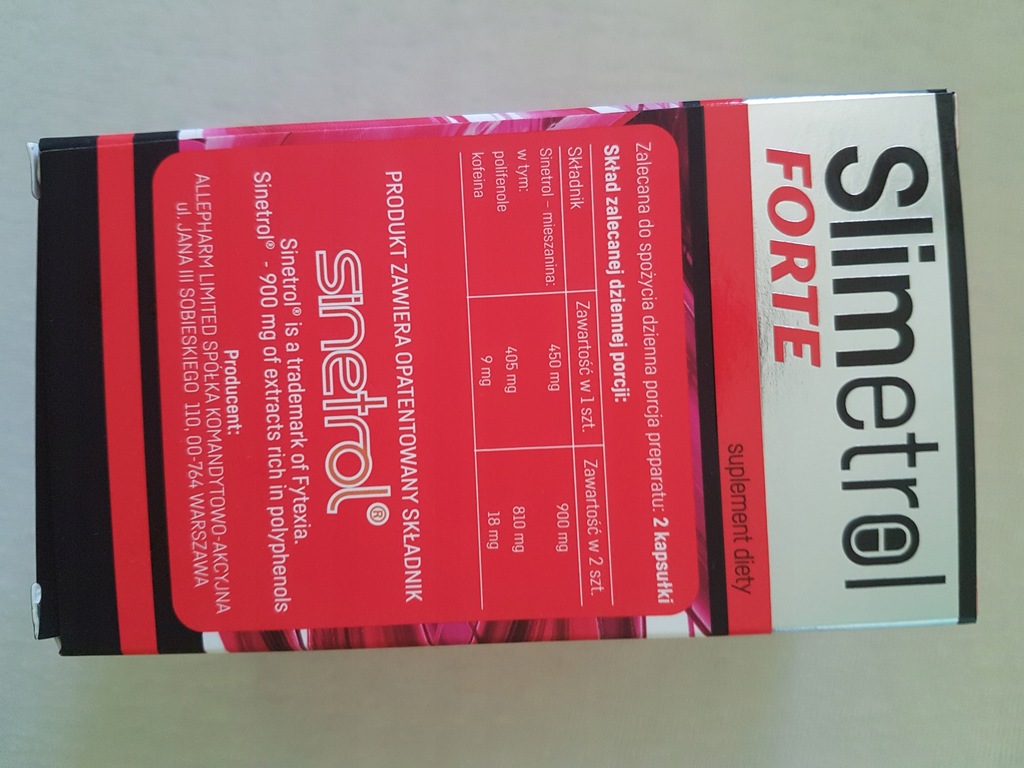 Slimetrol
FORTE
suplement diety
Zalecana do spożycia dzienna porcja preparatu: 2 kapsułki
Skład zalecanej dziennej porcji:
Składnik Zawartość w 1 szt. Zawartość w 2 szt.
Sinetrol – mieszanina: 450 mg 900 mg
w tym:
polifenole 405 mg 810 mg
kofeina 9 mg 18 mg
PRODUKT ZAWIERA OPATENTOWANY SKŁADNIK
sinetrol®
Sinetrol® is a trademark of Fytexia.
Sinetrol® - 900 mg of extracts rich in polyphenols
Producent:
ALLEPHARM LIMITED SPÓŁKA KOMANDYTOWO-AKCYJNA
ul. JANA III SOBIESKIEGO 110, 00-764 WARSZAWA